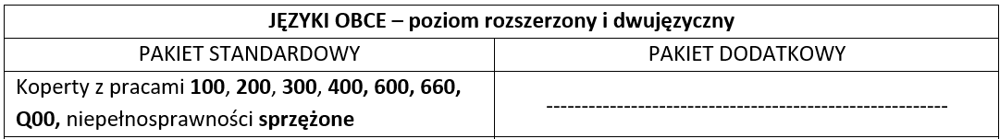 JĘZYKI OBCE – poziom rozszerzony i dwujęzyczny
PAKIET STANDARDOWY
PAKIET DODATKOWY
Koperty z pracami 100, 200, 300, 400, 600, 660,
Q00, niepełnosprawności sprzężone
--------------------------------------------------------